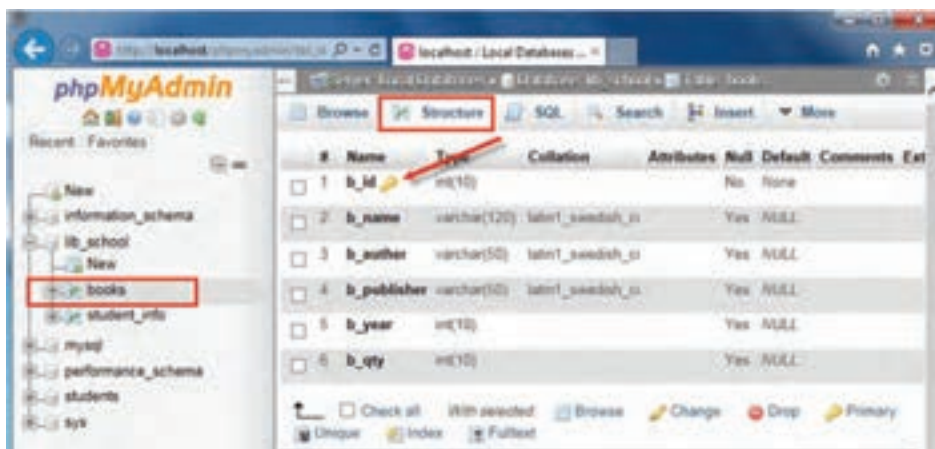 localhost / Local Databases ...
phpMyAdmin
Recent Favorites
New
information_schema
lib_school
New
books
student_info
mysql
performance_schema
students
sys
Browse Structure SQL Search Insert More
# Name Type Collation Attributes Null Default Comments Ext
1 b_id int(10) No None
2 b_name varchar(120) latin1_swedish_ci Yes NULL
3 b_auther varchar(50) latin1_swedish_ci Yes NULL
4 b_publisher varchar(50) latin1_swedish_ci Yes NULL
5 b_year int(10) Yes NULL
6 b_qty int(10) Yes NULL
Check all With selected: Browse Change Drop Primary
Unique Index Fulltext